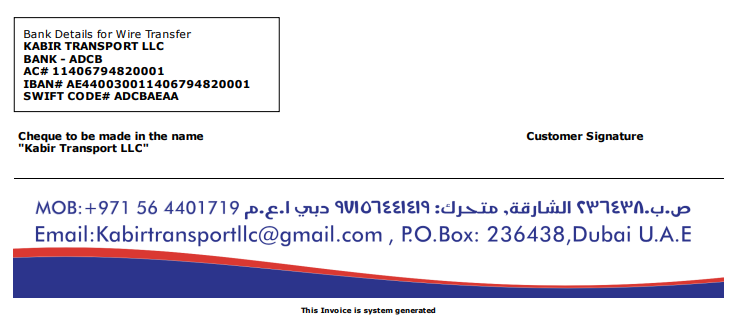 Bank Details for Wire Transfer
KABIR TRANSPORT LLC
BANK - ADCB
AC# 11406794820001
IBAN# AE440030011406794820001
SWIFT CODE# ADCBAEAA
Cheque to be made in the name
"Kabir Transport LLC"
Customer Signature
MOB:+971 56 4401719 ص.ب.٢٣٦٤٣٨ الشارقة, متحرك: ٩٧١٥٦٤٤١٤١٩ دبي ا.ع.م
Email:Kabirtransportllc@gmail.com , P.O.Box: 236438,Dubai U.A.E
This Invoice is system generated